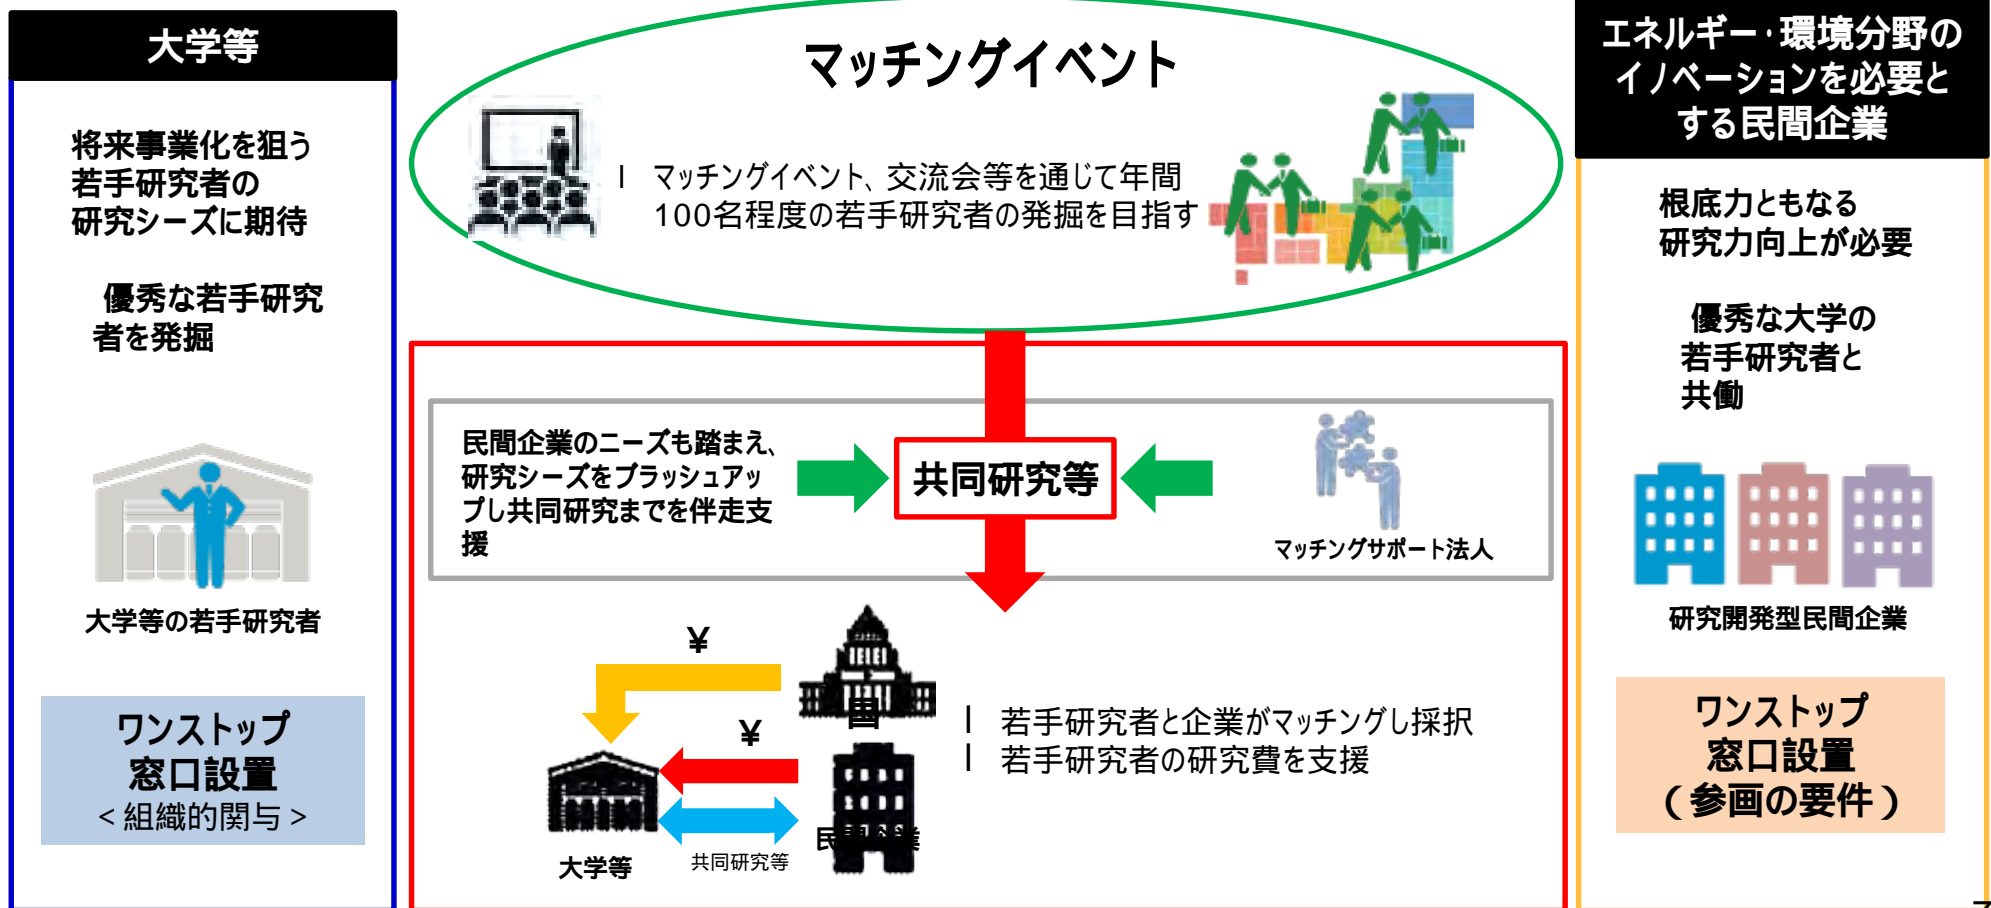 大学等
将来事業化を狙う
若手研究者の
研究シーズに期待
優秀な若手研究
者を発掘
大学等の若手研究者
ワンストップ
窓口設置
<組織的関与>
マッチングイベント
l マッチングイベント、交流会等を通じて年間
100名程度の若手研究者の発掘を目指す
民間企業のニーズも踏まえ、
研究シーズをブラッシュアッ
プし共同研究までを伴走支
援
共同研究等
マッチングサポート法人
¥
国
¥
大学等
共同研究等
民間企業
l 若手研究者と企業がマッチングし採択
l 若手研究者の研究費を支援
エネルギー・環境分野の
イノベーションを必要と
する民間企業
根底力ともなる
研究力向上が必要
優秀な大学の
若手研究者と
共働
研究開発型民間企業
ワンストップ
窓口設置
(参画の要件)